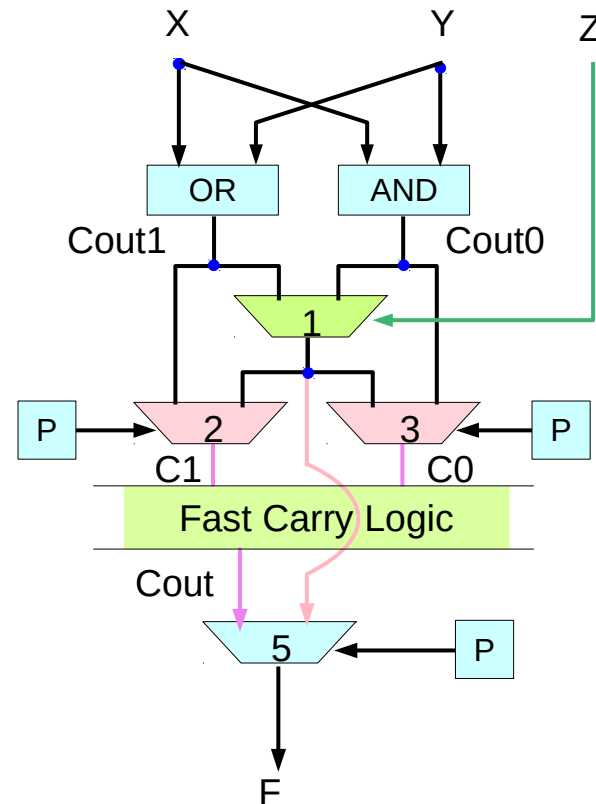 X Y Z
OR AND
Cout1 Cout0
1
P 2 3 P
C1 C0
Fast Carry Logic
Cout
5 P
F